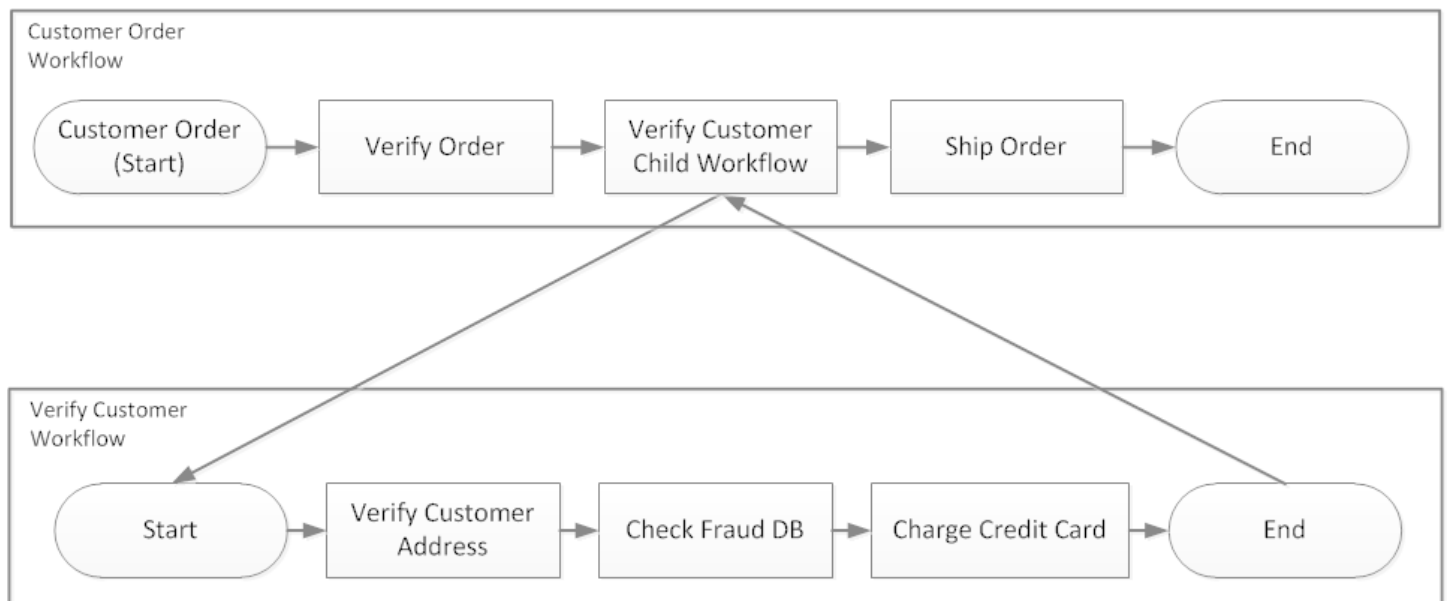 Customer Order
Workflow
Customer Order
(Start)
Verify Order
Verify Customer
Child Workflow
Ship Order
End
Verify Customer
Workflow
Start
Verify Customer
Address
Check Fraud DB
Charge Credit Card
End